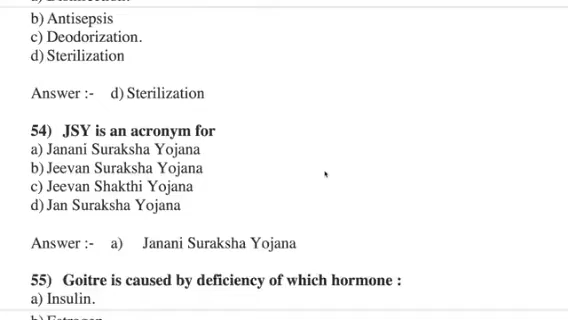 b) Antisepsis
c) Deodorization.
d) Sterilization
Answer :- d) Sterilization
54) JSY is an acronym for
a) Janani Suraksha Yojana
b) Jeevan Suraksha Yojana
c) Jeevan Shakthi Yojana
d) Jan Suraksha Yojana
Answer :- a) Janani Suraksha Yojana
55) Goitre is caused by deficiency of which hormone :
a) Insulin.